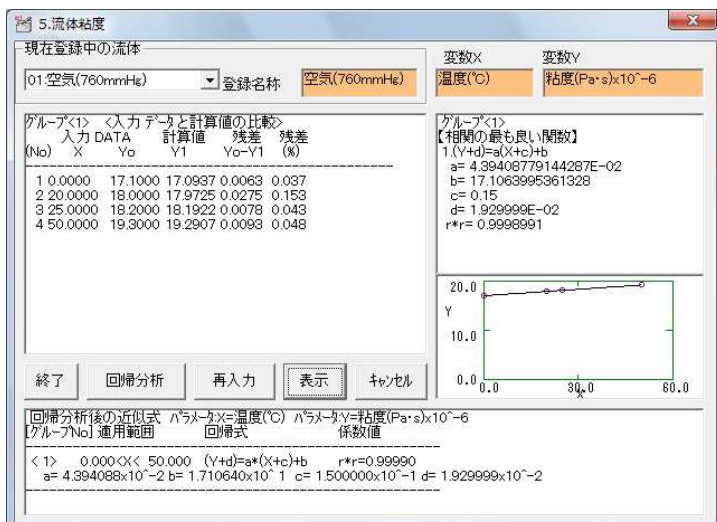 5.流体粘度
現在登録中の流体
01:空気(760mmHg)
登録名称
空気(760mmHg)
変数X
変数Y
温度(℃)
粘度(Pa・s)x10^-6
グループ<1> <入力データと計算値の比較>
入力 DATA 計算値 残差 残差
(No) X Yo Y1 Yo-Y1 (%)
1 0.0000 17.1000 17.0937 0.0063 0.037
2 20.0000 18.0000 17.9725 0.0275 0.153
3 25.0000 18.2000 18.1922 0.0078 0.043
4 50.0000 19.3000 19.2907 0.0093 0.048
グループ<1>
【相関の最も良い関数】
1.(Y+d)=a(X+c)+b
a= 4.39408779144287E-02
b= 17.1063995361328
c= 0.15
d= 1.929999E-02
r*r= 0.9998991
20.0
Y
10.0
0.0
0.0 30.0 60.0
X
終了
回帰分析
再入力
表示
キャンセル
回帰分析後の近似式 パラメータ:X=温度(℃) パラメータ:Y=粘度(Pa・s)x10^-6
[グループNo] 適用範囲 回帰式 係数値
< 1> 0.000<X< 50.000 (Y+d)=a*(X+c)+b r*r=0.99990
a= 4.394088x10^-2 b= 1.710640x10^ 1 c= 1.500000x10^-1 d= 1.929999x10^-2